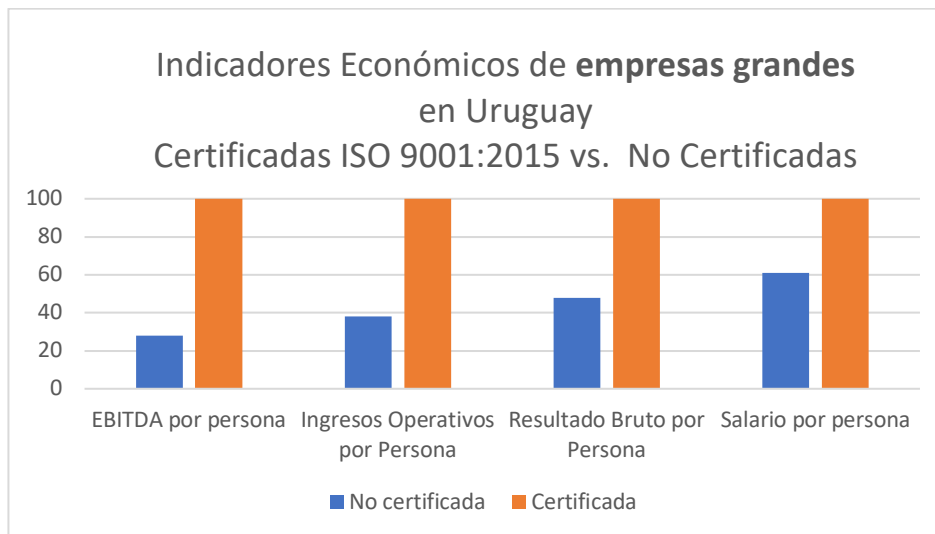 Indicadores Económicos de empresas grandes
en Uruguay
Certificadas ISO 9001:2015 vs. No Certificadas
100
80
60
40
20
0
EBITDA por persona
Ingresos Operativos
por Persona
Resultado Bruto por
Persona
Salario por persona
No certificada
Certificada